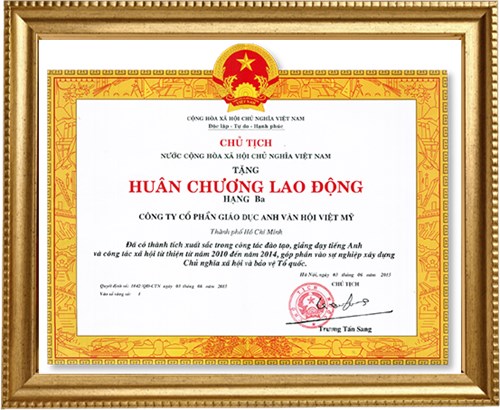 CỘNG HÒA XÃ HỘI CHỦ NGHĨA VIỆT NAM
Độc lập - Tự do - Hạnh phúc
CHỦ TỊCH
NƯỚC CỘNG HÒA XÃ HỘI CHỦ NGHĨA VIỆT NAM
TẶNG
HUÂN CHƯƠNG LAO ĐỘNG
HẠNG Ba
CÔNG TY CỔ PHẦN GIÁO DỤC ANH VĂN HỘI VIỆT MỸ
Thành phố Hồ Chí Minh
Đã có thành tích xuất sắc trong công tác đào tạo, giảng dạy tiếng Anh
và công tác xã hội từ thiện từ năm 2010 đến năm 2014, góp phần vào sự nghiệp xây dựng
Chủ nghĩa xã hội và bảo vệ Tổ quốc.
Hà Nội, ngày 03 tháng 06 năm 2015
Quyết định số: 1042 QĐ/CTN ngày 03 tháng 06 năm 2015
Vào sổ vàng số: 1
CHỦ TỊCH
Trương Tấn Sang